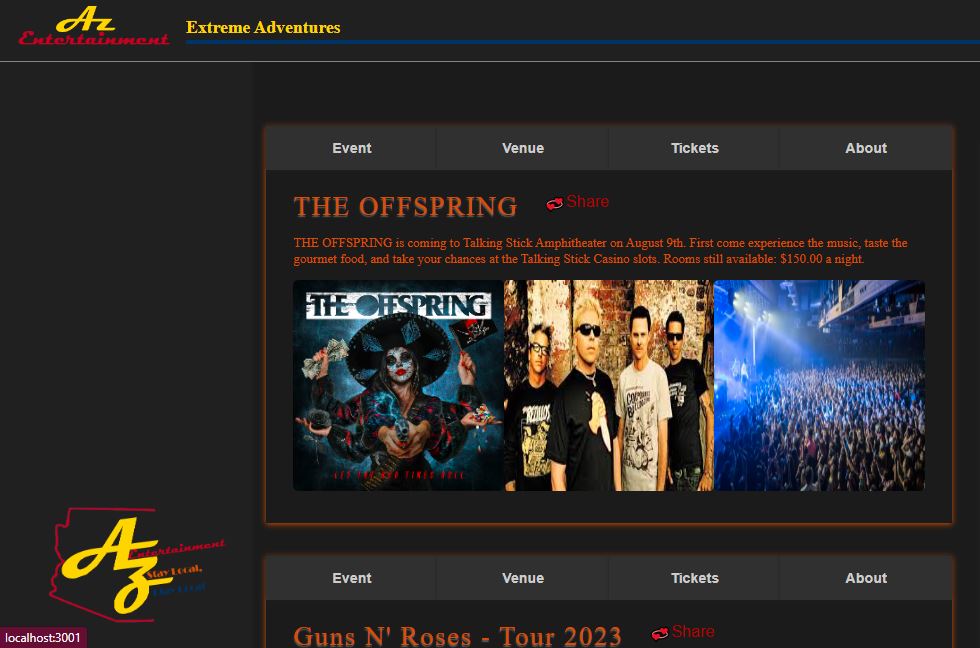 Az
Entertainment
Extreme Adventures
Event Venue Tickets About
THE OFFSPRING Share
THE OFFSPRING is coming to Talking Stick Amphitheater on August 9th. First come experience the music, taste the
gourmet food, and take your chances at the Talking Stick Casino slots. Rooms still available: $150.00 a night.
THE OFFSPRING
LET THE BAD TIMES ROLL
Az
Entertainment
Stay Local,
Play Local
Event Venue Tickets About
Guns N' Roses - Tour 2023 Share
localhost:3001